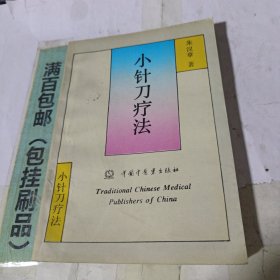 满百包邮（包挂刷品）
朱汉章 著
小针刀疗法
小针刀疗法
中国中医药出版社
Traditional Chinese Medical
Publishers of China